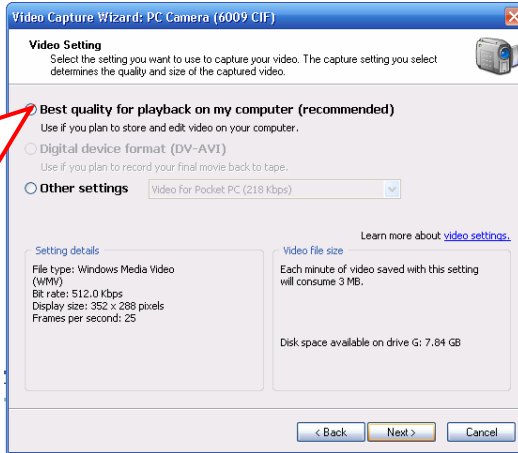 Video Capture Wizard: PC Camera (6009 CIF)
Video Setting
Select the setting you want to use to capture your video. The capture setting you select
determines the quality and size of the captured video.
Best quality for playback on my computer (recommended)
Use if you plan to store and edit video on your computer.
Digital device format (DV-AVI)
Use if you plan to record your final movie back to tape.
Other settings
Video for Pocket PC (218 Kbps)
Learn more about video settings.
Setting details
File type: Windows Media Video
(WMV)
Bit rate: 512.0 Kbps
Display size: 352 x 288 pixels
Frames per second: 25
Video file size
Each minute of video saved with this setting
will consume 3 MB.
Disk space available on drive G: 7.84 GB
< Back
Next >
Cancel